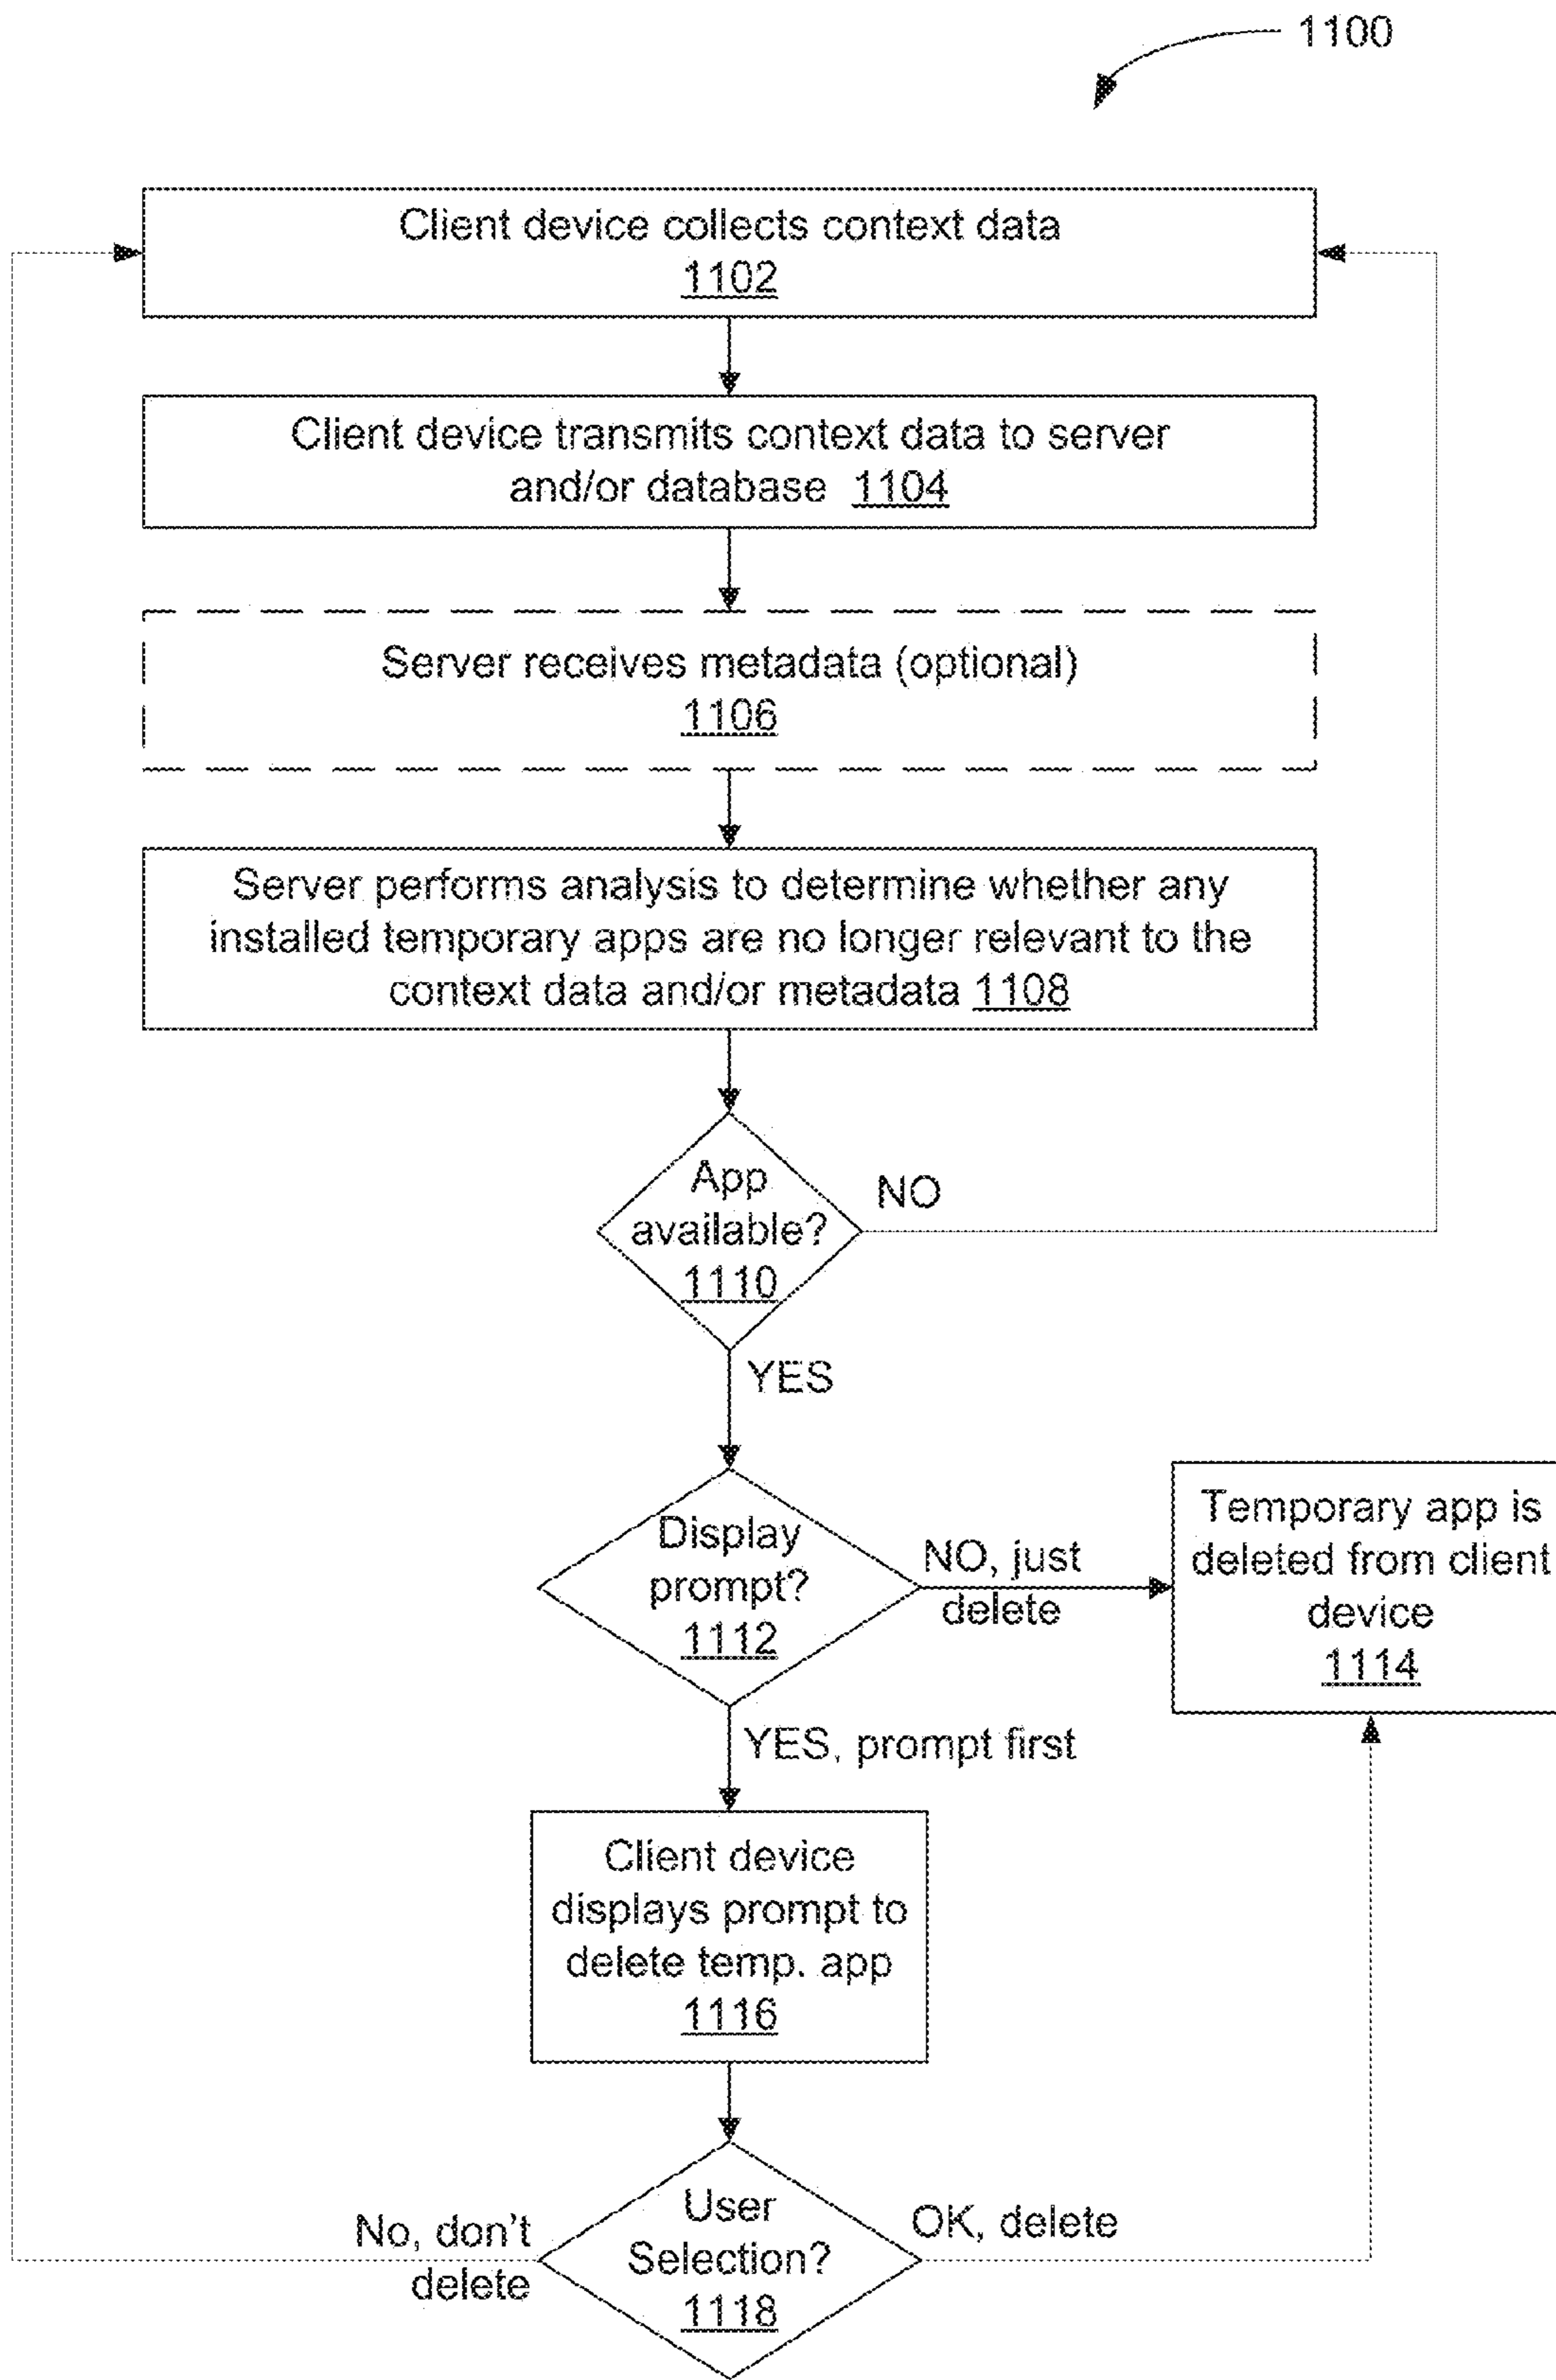 1100
Client device collects context data
1102
Client device transmits context data to server
and/or database 1104
Server receives metadata (optional)
1106
Server performs analysis to determine whether any
installed temporary apps are no longer relevant to the
context data and/or metadata 1108
App
available?
1110
NO
YES
Display
prompt?
1112
NO, just
delete
Temporary app is
deleted from client
device
1114
YES, prompt first
Client device
displays prompt to
delete temp. app
1116
User
Selection?
1118
No, don't
delete
OK, delete